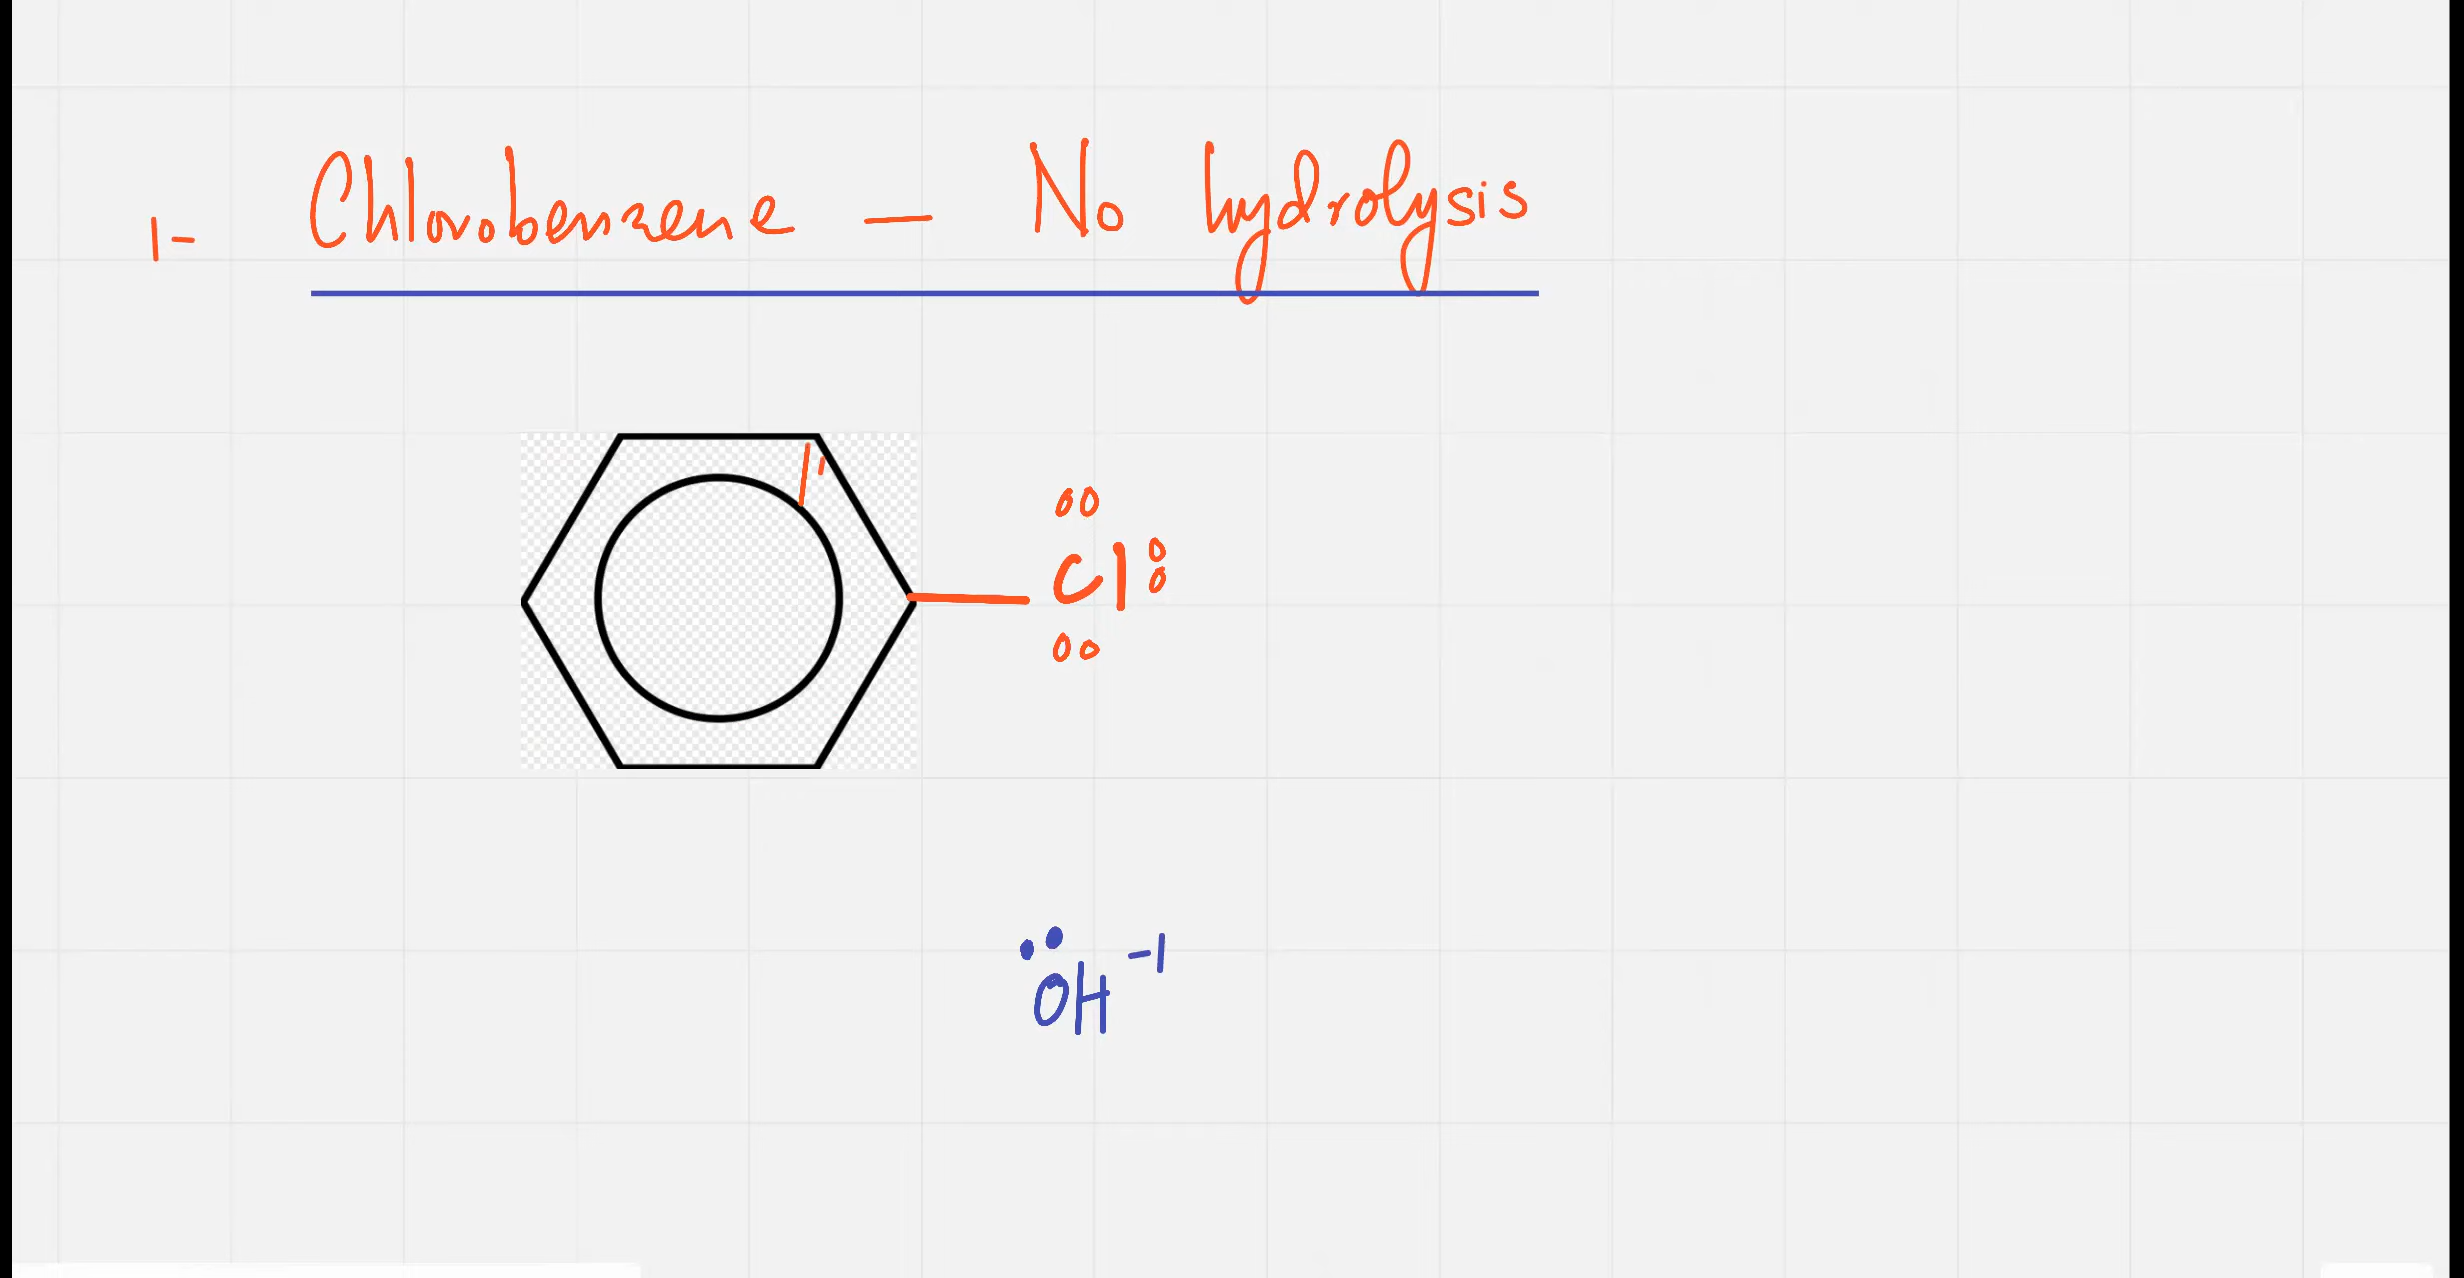 1- Chlorobenzene — No hydrolysis
Cl
OH -1